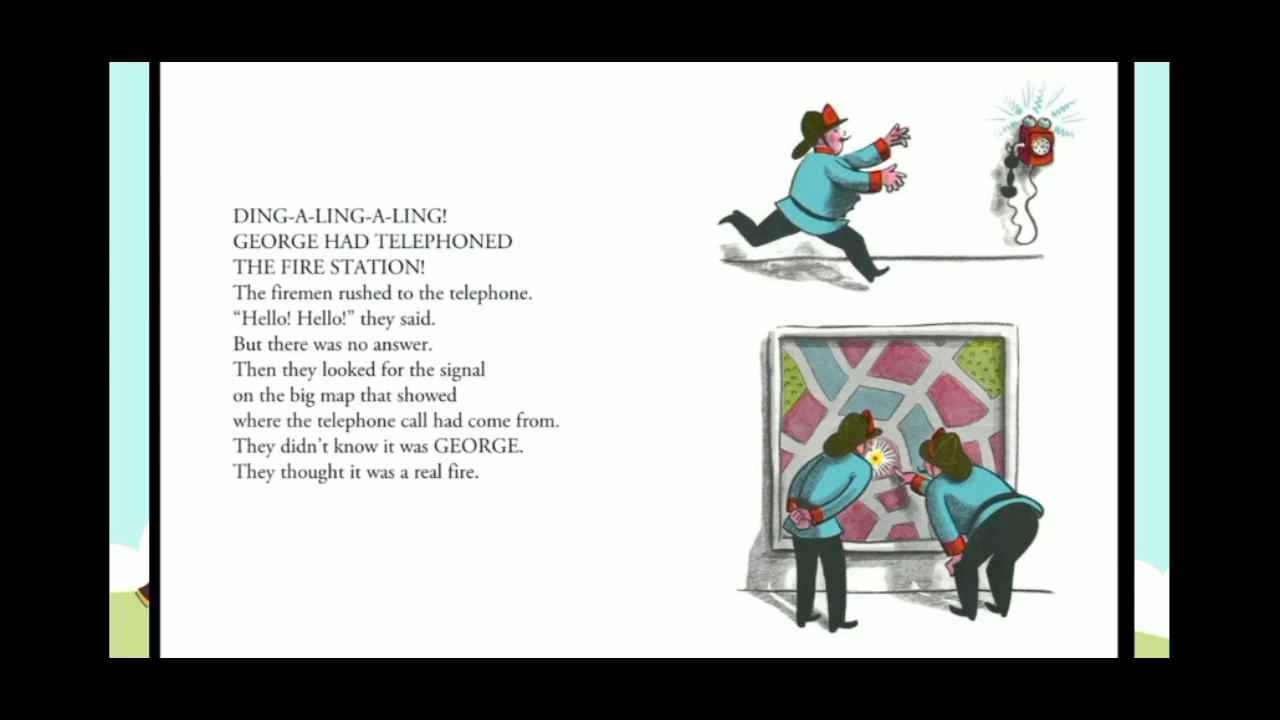 DING-A-LING-A-LING!
GEORGE HAD TELEPHONED
THE FIRE STATION!
The firemen rushed to the telephone.
“Hello! Hello!” they said.
But there was no answer.
Then they looked for the signal
on the big map that showed
where the telephone call had come from.
They didn’t know it was GEORGE.
They thought it was a real fire.